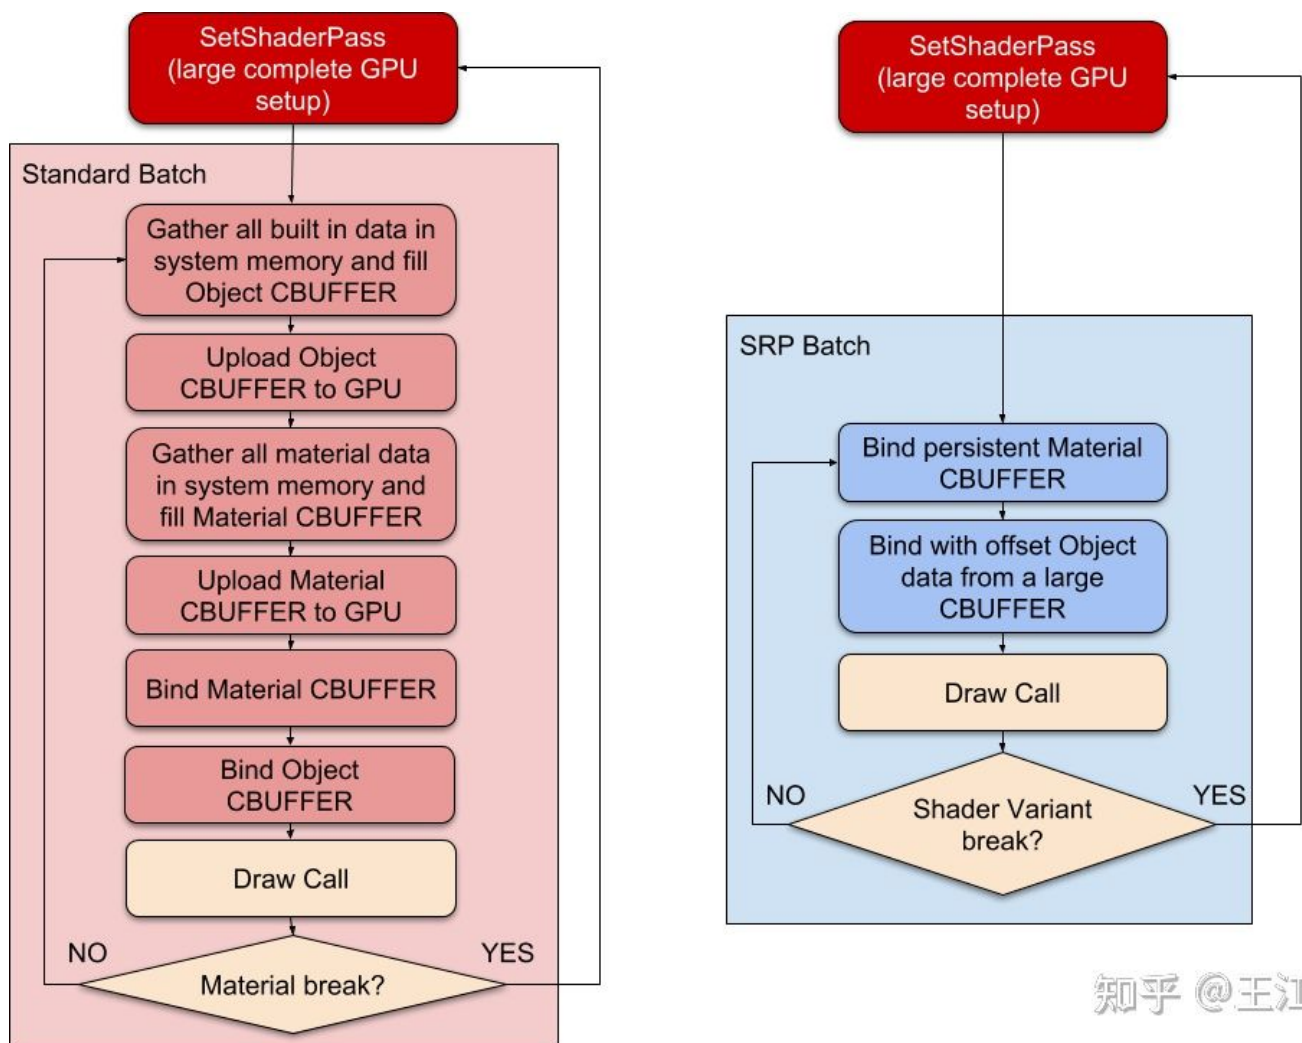 SetShaderPass
(large complete GPU
setup)
Standard Batch
Gather all built in data in
system memory and fill
Object CBUFFER
Upload Object
CBUFFER to GPU
Gather all material data
in system memory and
fill Material CBUFFER
Upload Material
CBUFFER to GPU
Bind Material CBUFFER
Bind Object
CBUFFER
Draw Call
NO
YES
Material break?
SetShaderPass
(large complete GPU
setup)
SRP Batch
Bind persistent Material
CBUFFER
Bind with offset Object
data from a large
CBUFFER
Draw Call
NO
YES
Shader Variant
break?
知乎 @王江